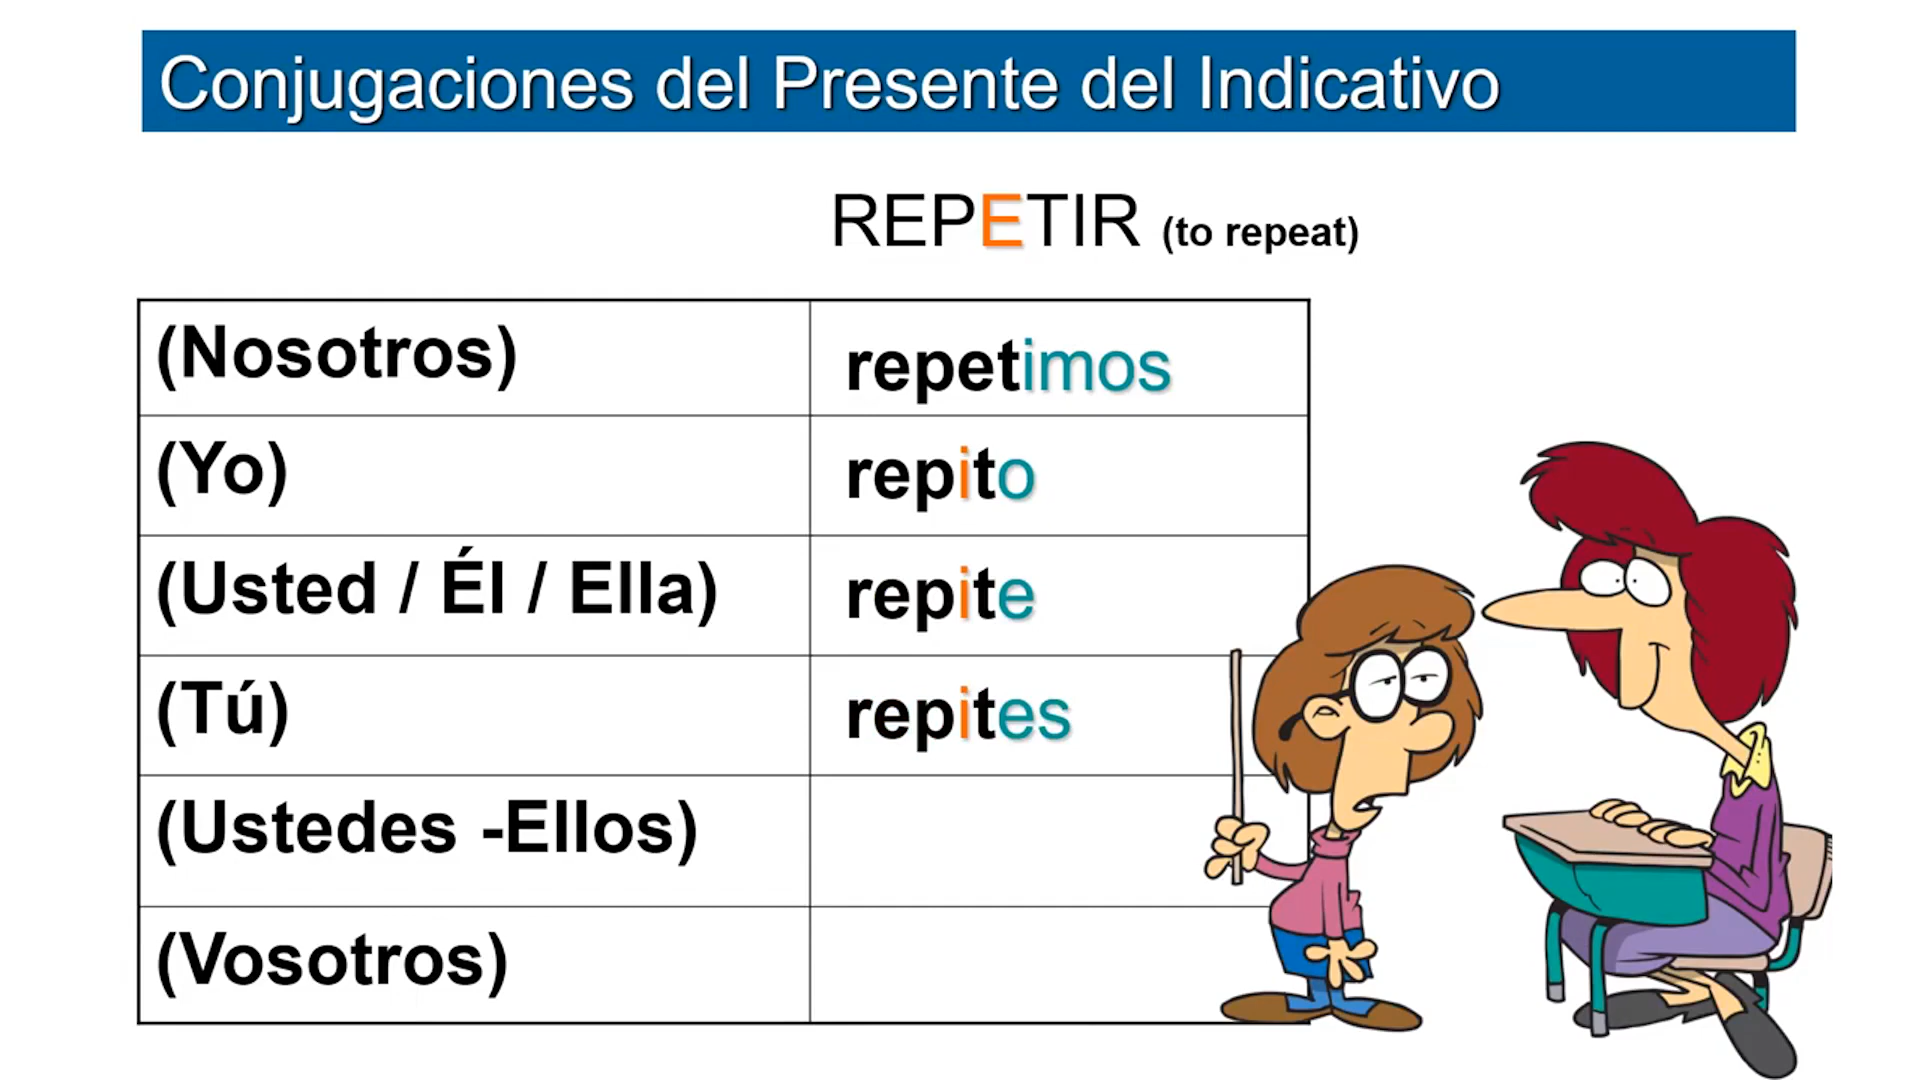 Conjugaciones del Presente del Indicativo
REPETIR (to repeat)
(Nosotros) repetimos
(Yo) repito
(Usted / Él / Ella) repite
(Tú) repites
(Ustedes -Ellos)
(Vosotros)